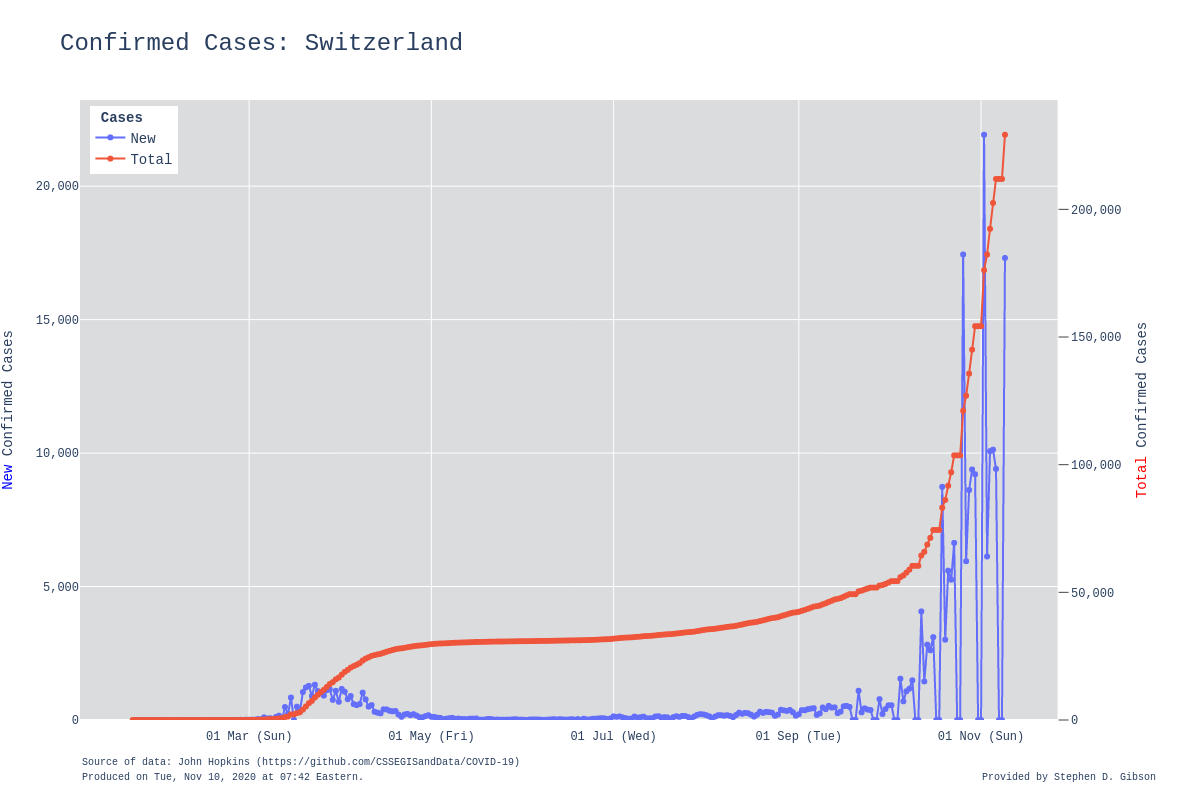 Confirmed Cases: Switzerland
Cases
New
Total
20,000
15,000
10,000
5,000
0
200,000
150,000
100,000
50,000
0
New Confirmed Cases
Total Confirmed Cases
01 Mar (Sun)
01 May (Fri)
01 Jul (Wed)
01 Sep (Tue)
01 Nov (Sun)
Source of data: John Hopkins (https://github.com/CSSEGISandData/COVID-19)
Produced on Tue, Nov 10, 2020 at 07:42 Eastern.
Provided by Stephen D. Gibson